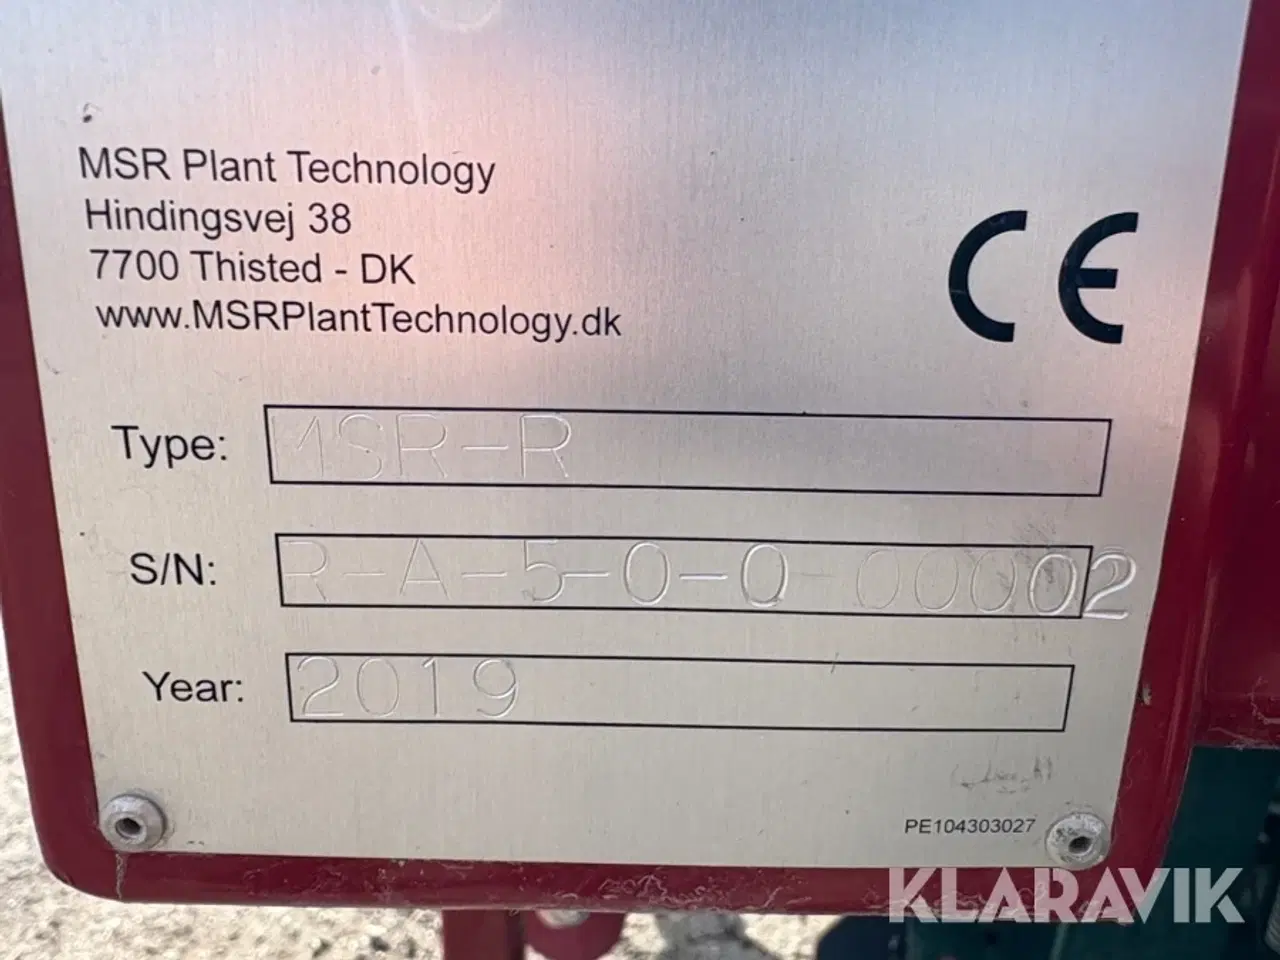 MSR Plant Technology
Hindingsvej 38
7700 Thisted - DK
www.MSRPlantTechnology.dk
CE
Type: MSR-R
S/N: R-A-5-0-0-00002
Year: 2019
PE104303027
KLARAVIK